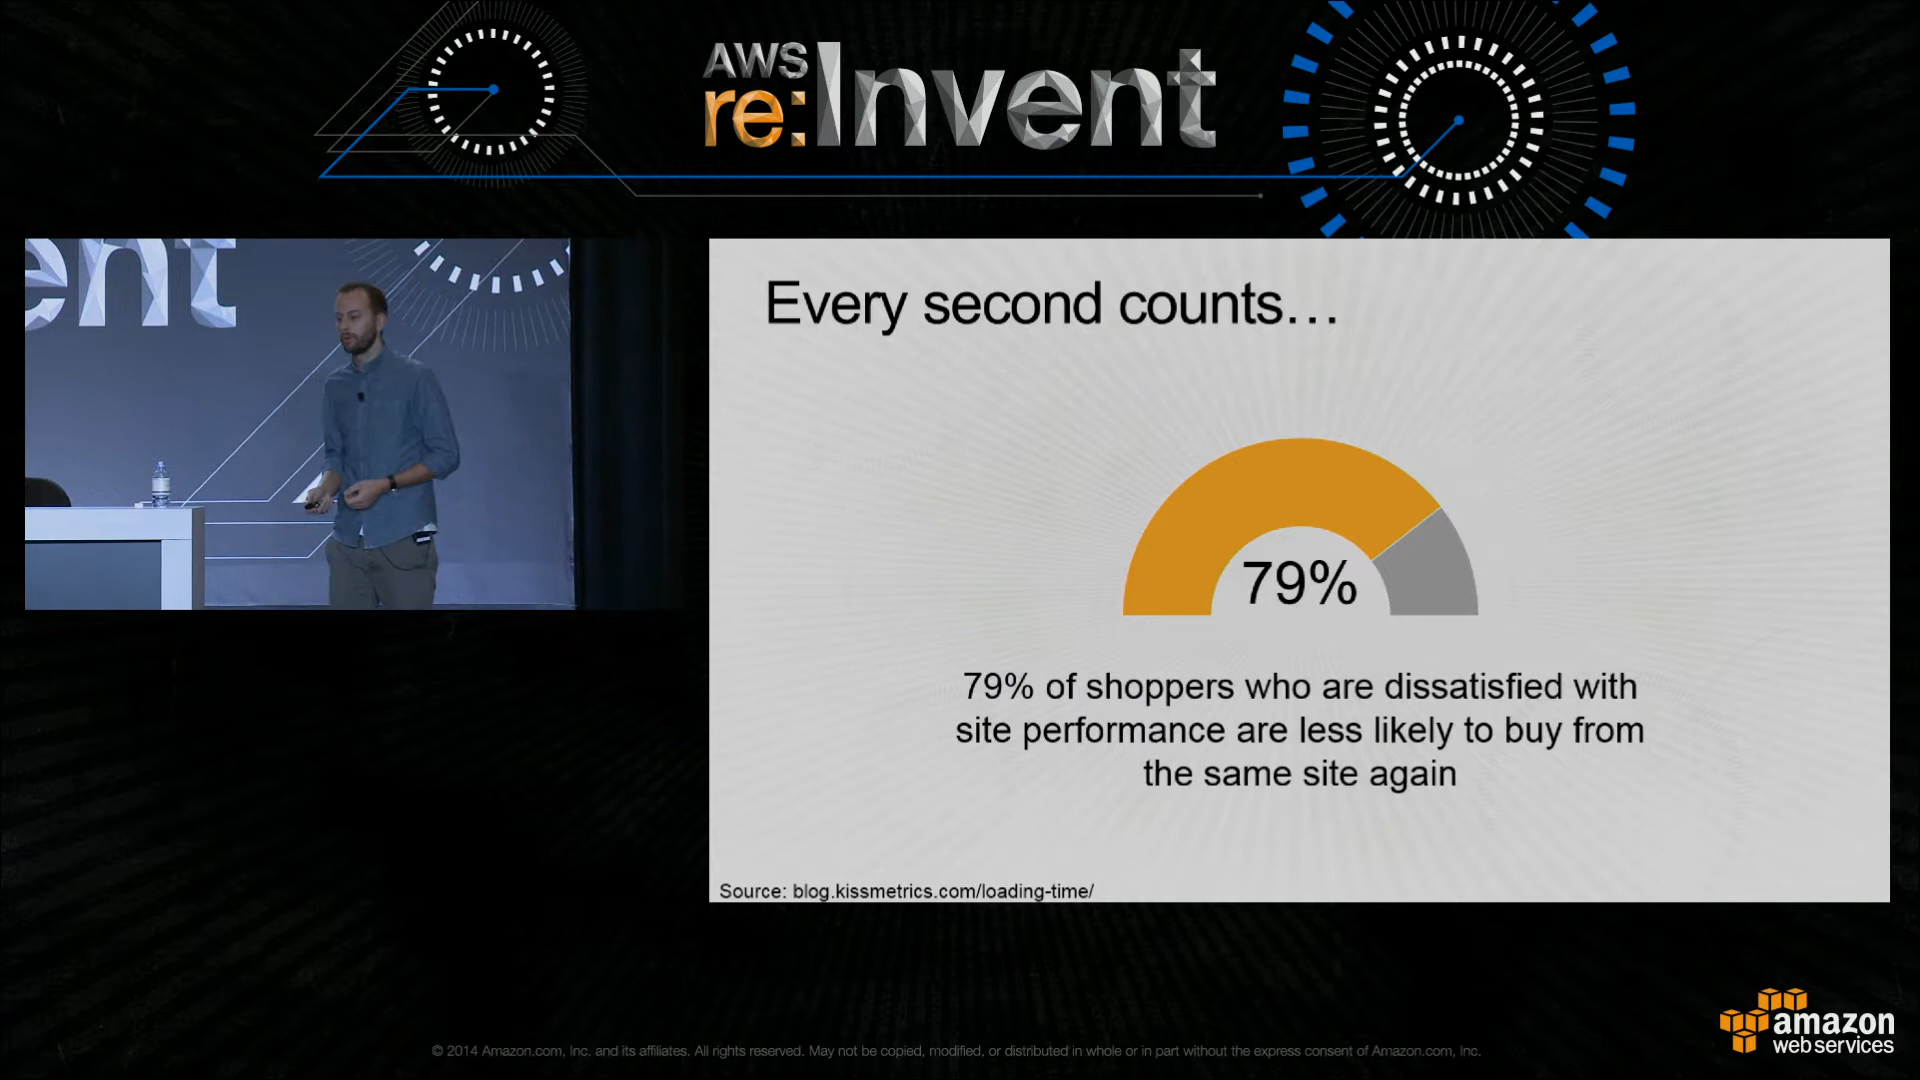 AWS
re:Invent
ent
Every second counts…
79%
79% of shoppers who are dissatisfied with
site performance are less likely to buy from
the same site again
Source: blog.kissmetrics.com/loading-time/
amazon
webservices
© 2014 Amazon.com, Inc. and its affiliates. All rights reserved. May not be copied, modified, or distributed in whole or in part without the express consent of Amazon.com, Inc.